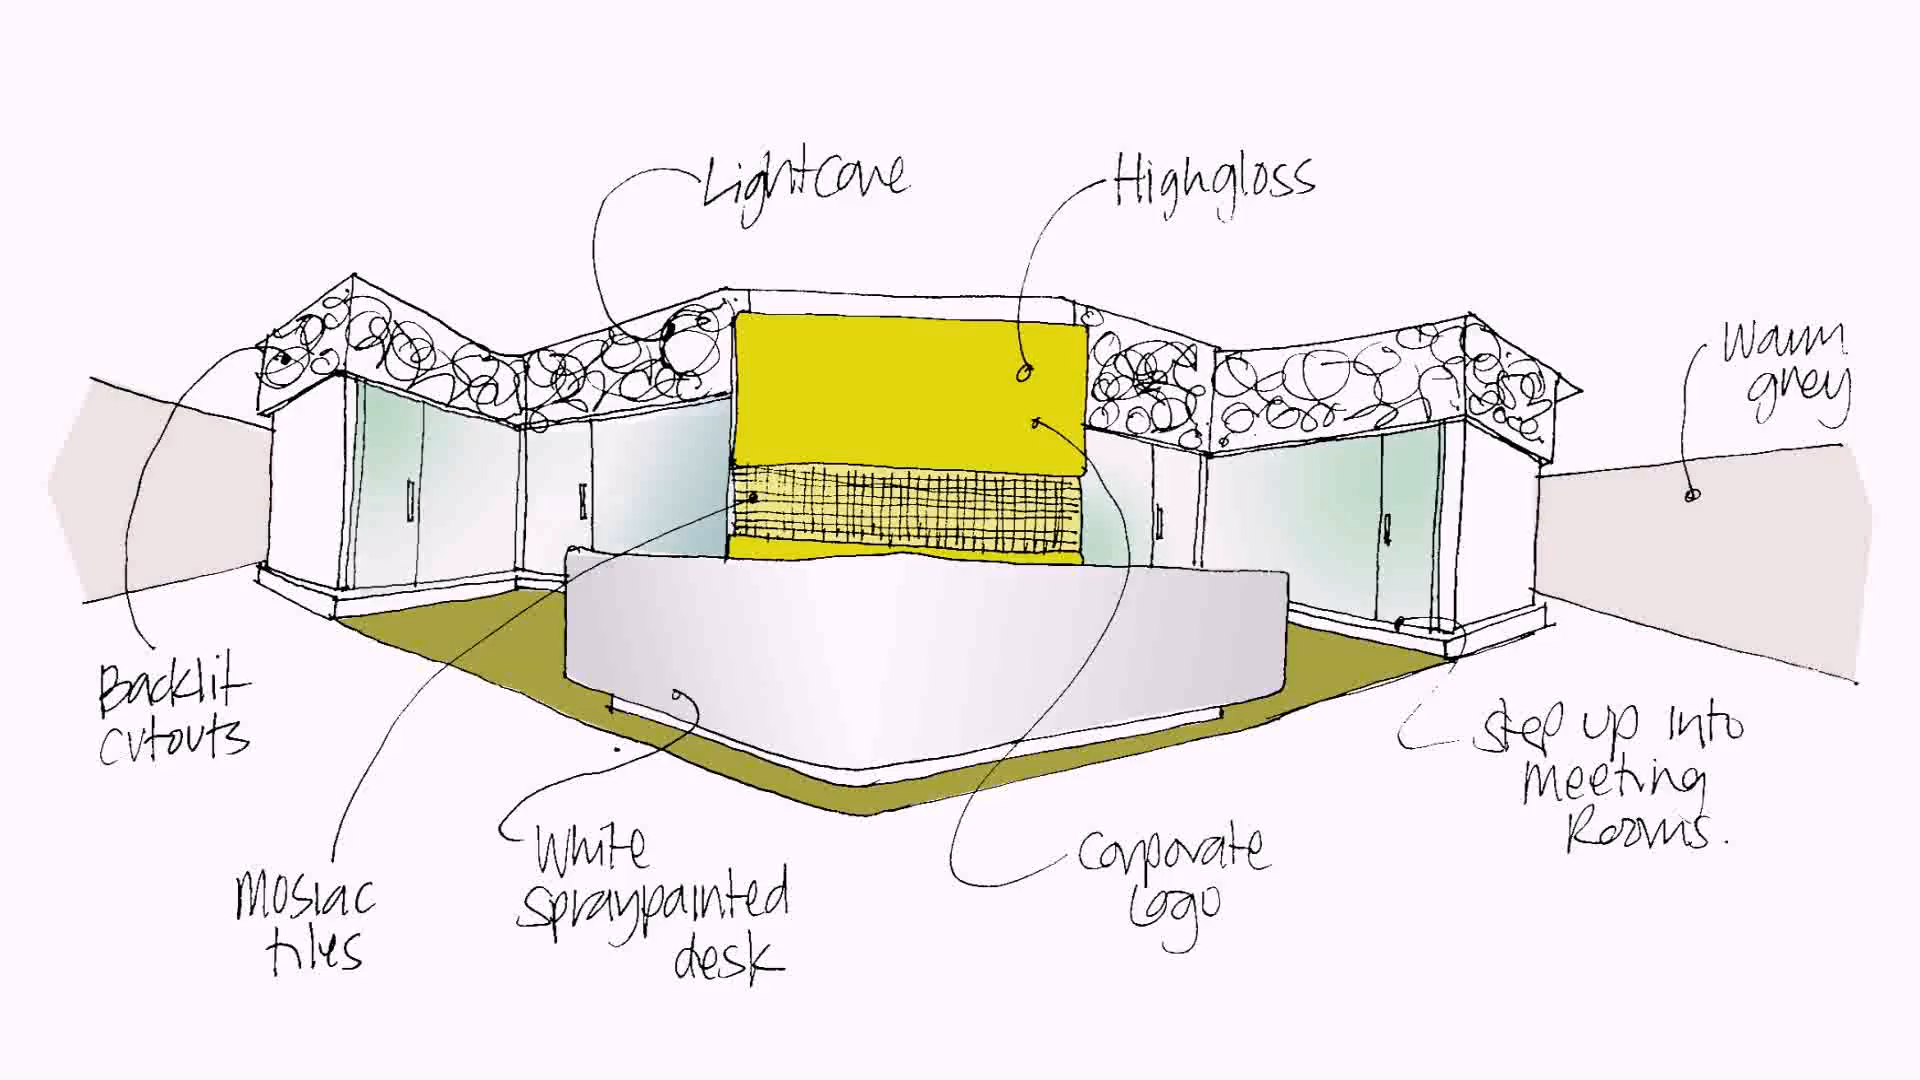 Lightcove
Highgloss
Warm
grey
Backlit
cutouts
Step up into
Meeting
Rooms.
White
spraypainted
desk
Corporate
Logo
Mosiac
tiles